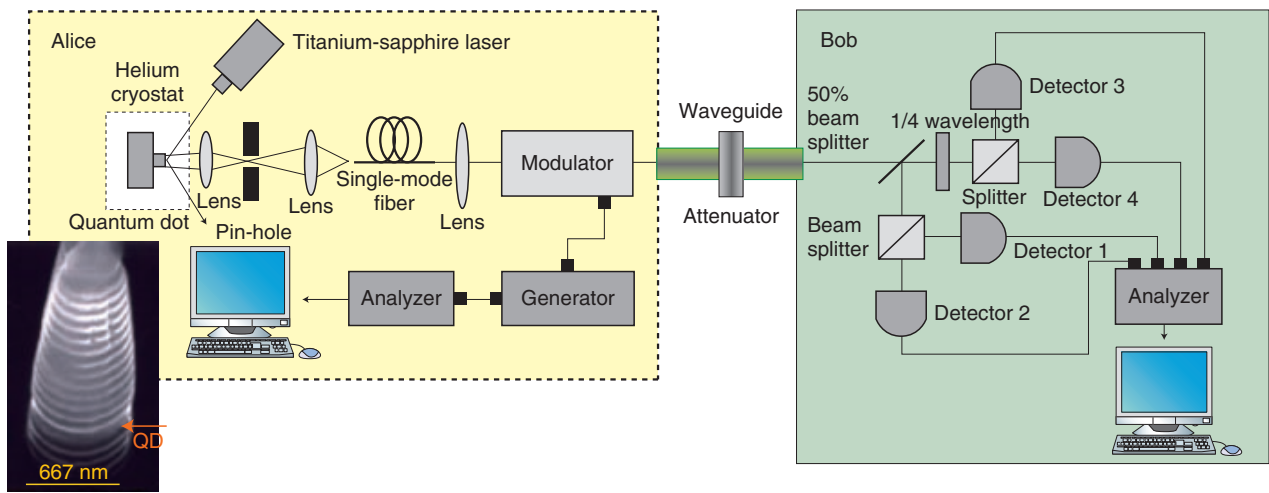 Alice
Titanium-sapphire laser
Helium
cryostat
Lens
Quantum dot
Pin-hole
Lens
Single-mode
fiber
Lens
Modulator
Analyzer
Generator
QD
667 nm
Waveguide
Attenuator
Bob
50%
beam
splitter
Detector 3
1/4 wavelength
Splitter
Detector 4
Beam
splitter
Detector 1
Detector 2
Analyzer